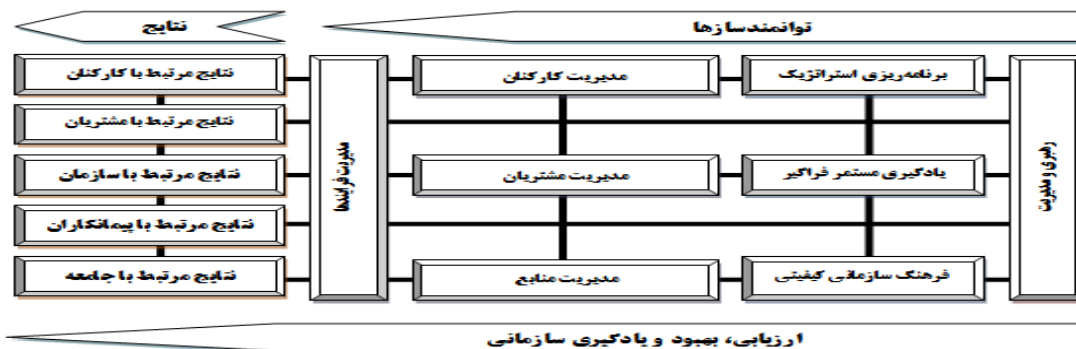 توانمندسازها
نتایج
رهبری و مدیریت
برنامه‌ریزی استراتژیک
یادگیری مستمر فراگیر
فرهنگ سازمانی کیفیتی
مدیریت کارکنان
مدیریت مشتریان
مدیریت منابع
مدیریت فرایندها
نتایج مرتبط با کارکنان
نتایج مرتبط با مشتریان
نتایج مرتبط با سازمان
نتایج مرتبط با پیمانکاران
نتایج مرتبط با جامعه
ارزیابی، بهبود و یادگیری سازمانی